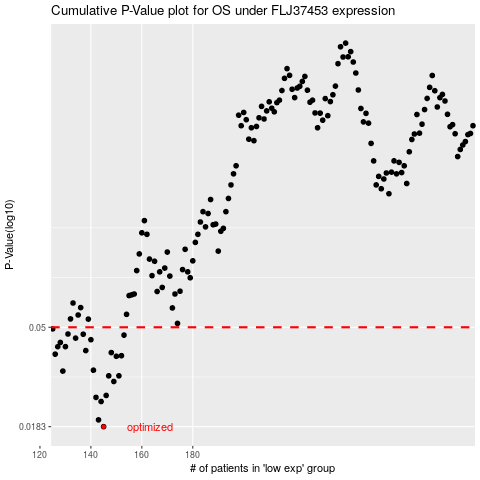 Cumulative P-Value plot for OS under FLJ37453 expression
P-Value(log10)
0.05
0.0183
optimized
120 140 160 180
# of patients in 'low exp' group